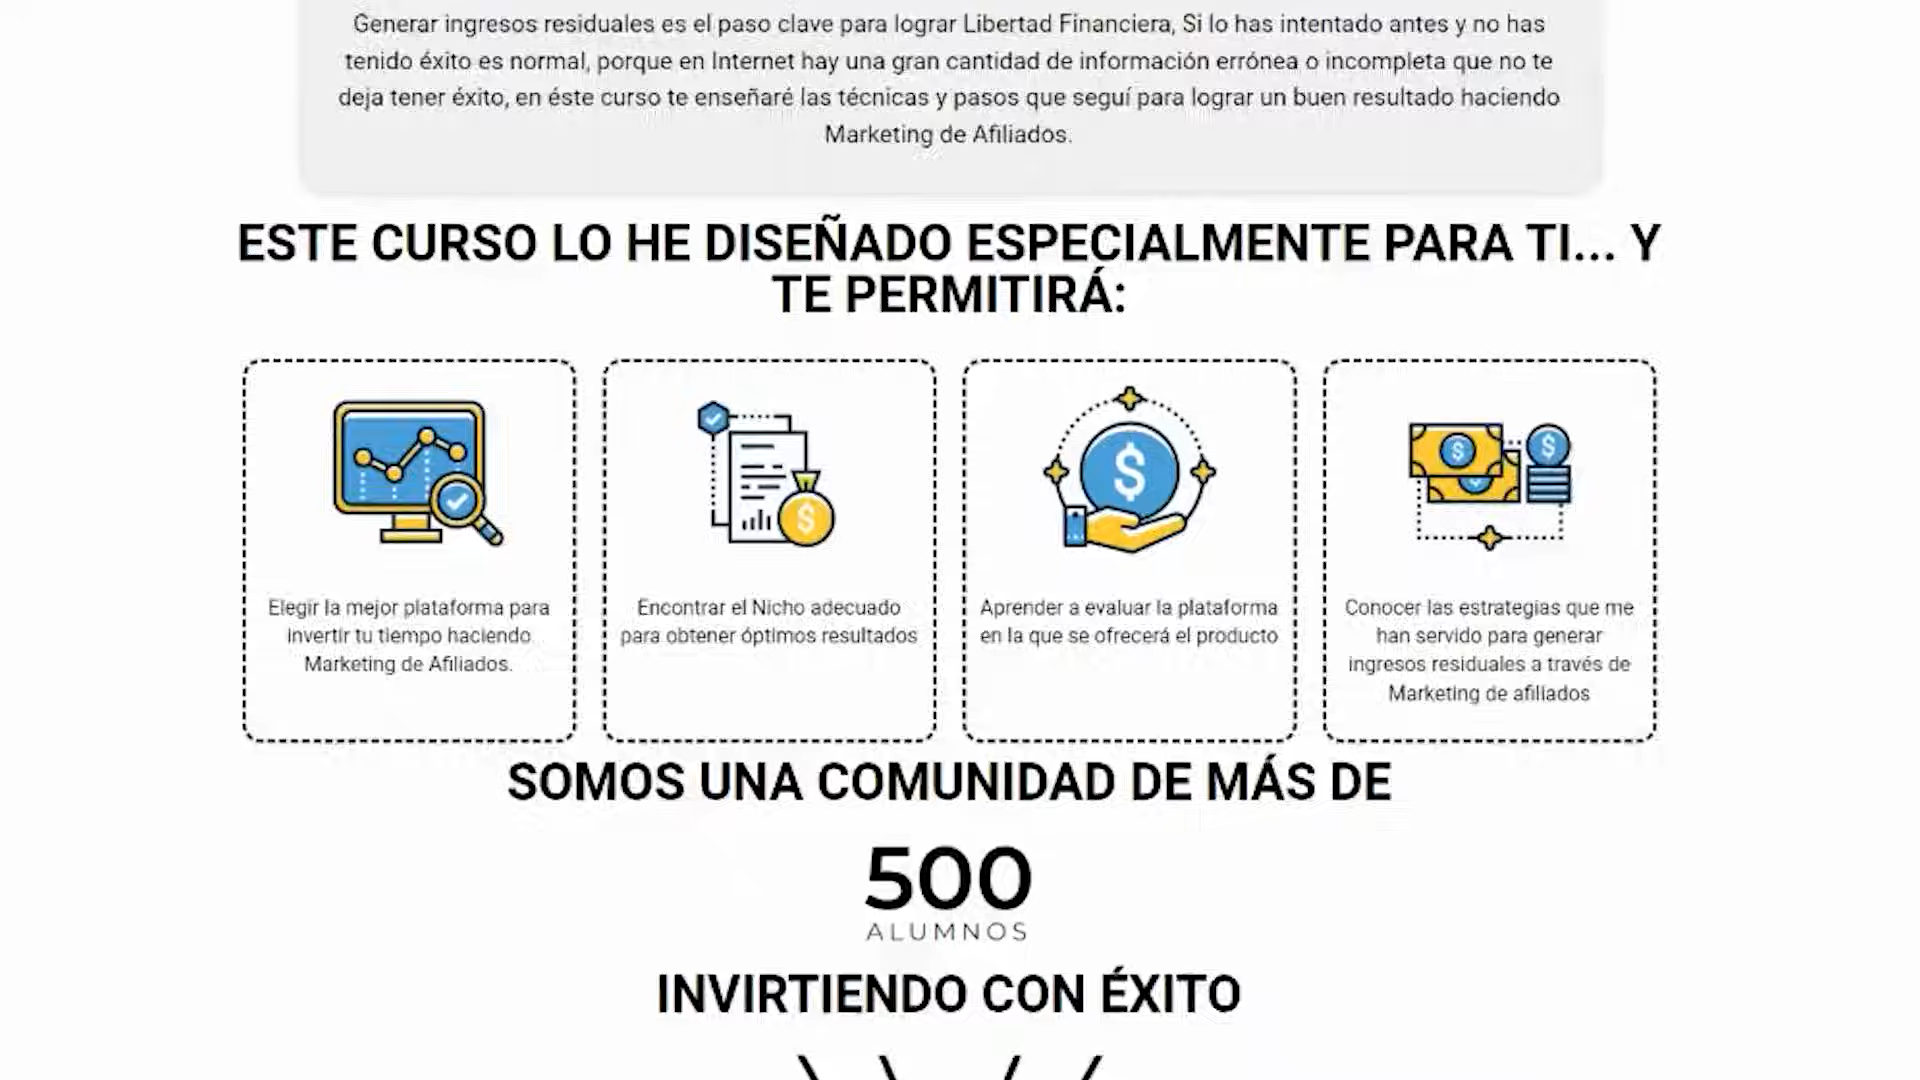 Generar ingresos residuales es el paso clave para lograr Libertad Financiera, Si lo has intentado antes y no has
tenido éxito es normal, porque en Internet hay una gran cantidad de información errónea o incompleta que no te
deja tener éxito, en éste curso te enseñaré las técnicas y pasos que seguí para lograr un buen resultado haciendo
Marketing de Afiliados.
ESTE CURSO LO HE DISEÑADO ESPECIALMENTE PARA TI... Y
TE PERMITIRÁ:
Elegir la mejor plataforma para
invertir tu tiempo haciendo
Marketing de Afiliados.
Encontrar el Nicho adecuado
para obtener óptimos resultados
Aprender a evaluar la plataforma
en la que se ofrecerá el producto
Conocer las estrategias que me
han servido para generar
ingresos residuales a través de
Marketing de afiliados
SOMOS UNA COMUNIDAD DE MÁS DE
500
ALUMNOS
INVIRTIENDO CON ÉXITO